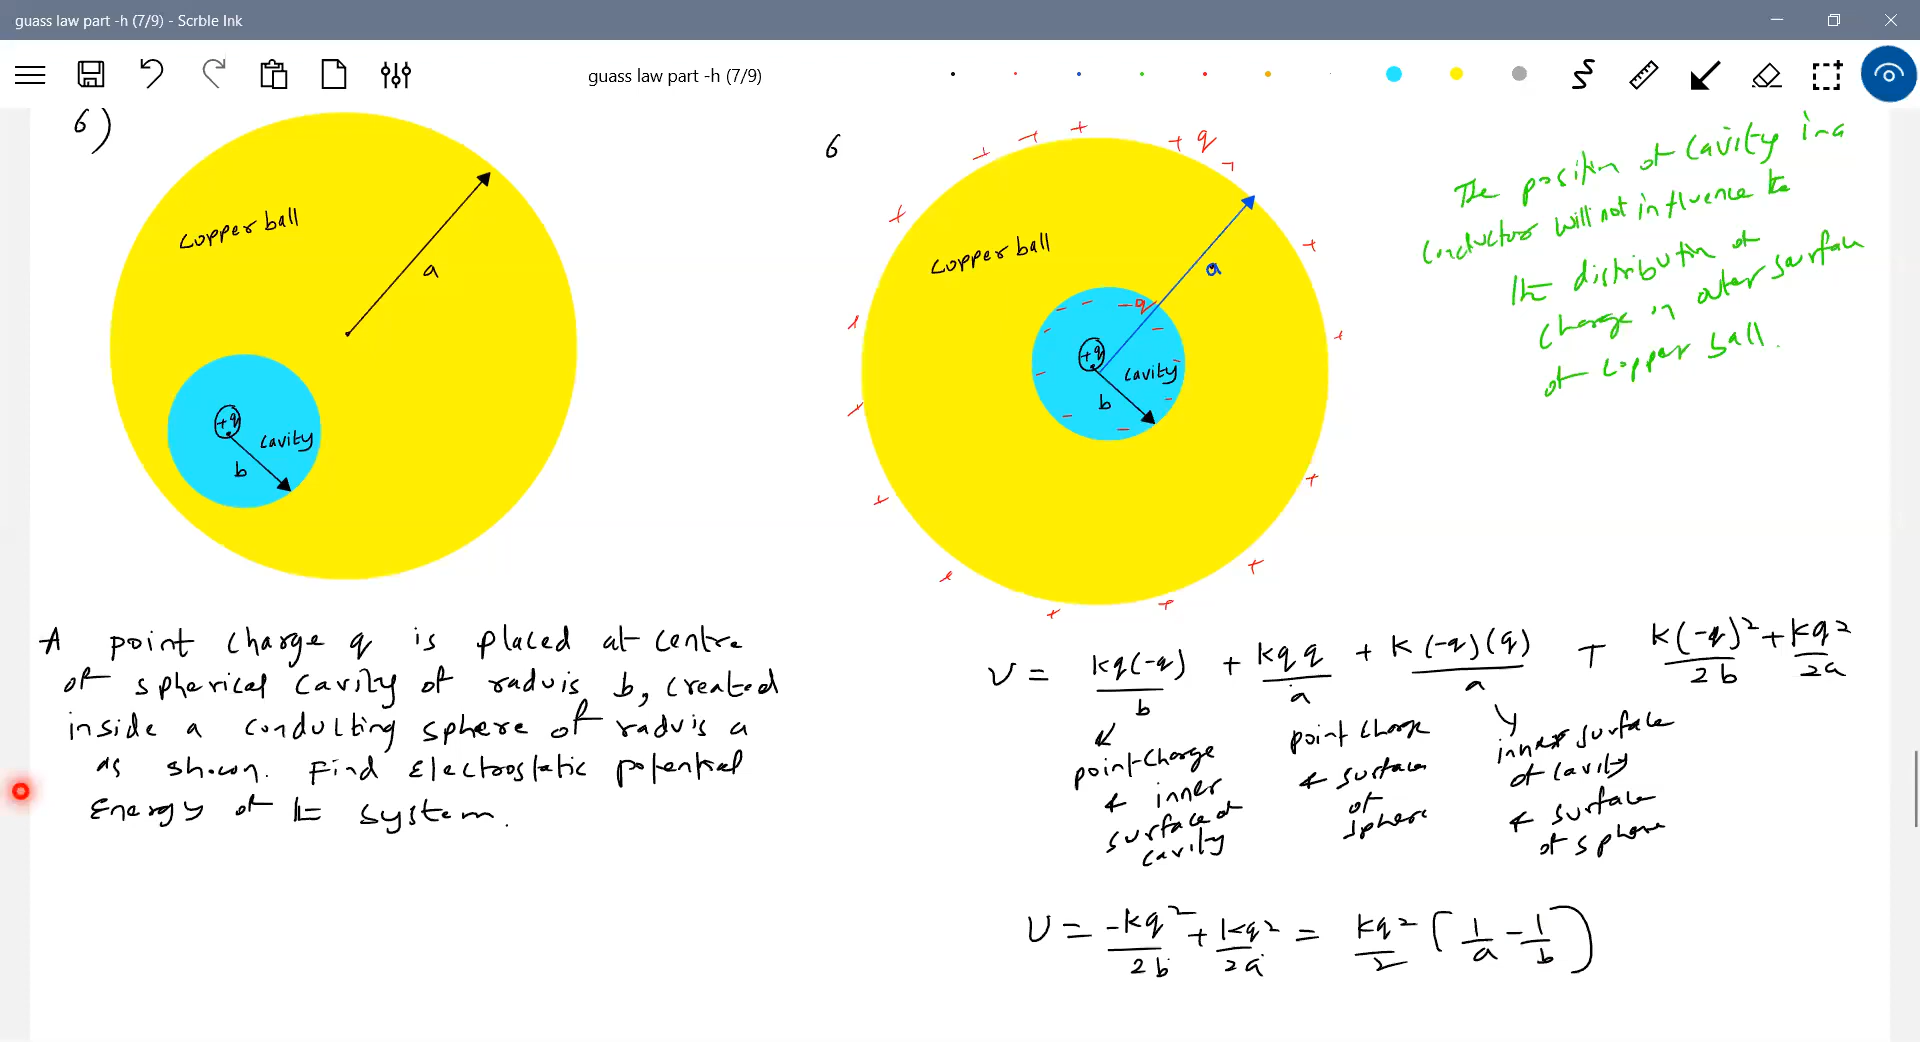 guass law part -h (7/9) - Scrble Ink
guass law part -h (7/9)
6)
copper ball
a
+q
cavity
b
A point charge q is placed at centre
of spherical cavity of raduis b, created
inside a conducting sphere of raduis a
as shown. Find Electrostatic potential
Energy of the system.
6
+ q
copper ball
a
- q
+q
cavity
b
The position of cavity in a
conductor will not influence the
the distribution of
charge in outer surface
of copper ball.
U = kq(-q)/b + kqq/a + k(-q)(q)/a + k(-q)²/2b + kq²/2a
point charge
& inner
surface of
cavity
point charge
& surface
of
sphere
inner surface
of cavity
& surface
of sphere
U = -kq²/2b + kq²/2a = kq²/2 [1/a - 1/b]